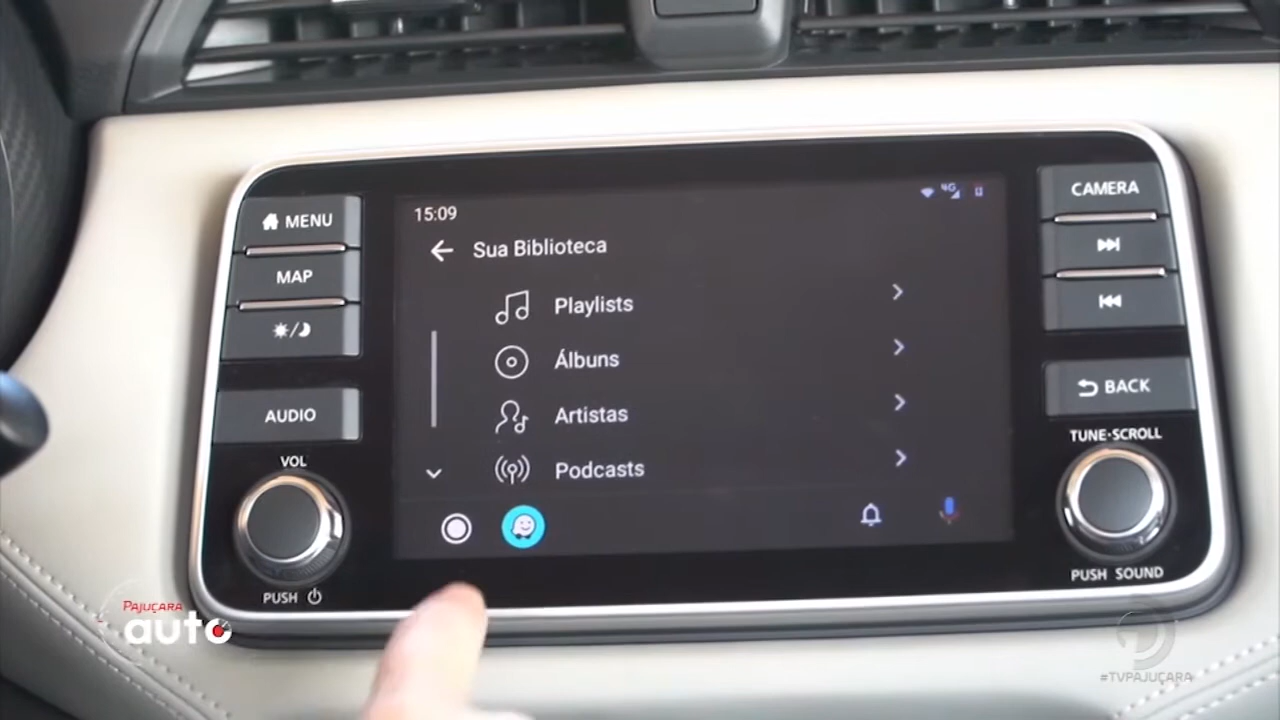 MENU
MAP
AUDIO
VOL
PUSH
15:09
4G
Sua Biblioteca
Playlists
Álbuns
Artistas
Podcasts
CAMERA
BACK
TUNE·SCROLL
PUSH SOUND
PAJUÇARA
auto
#TVPAJUÇARA